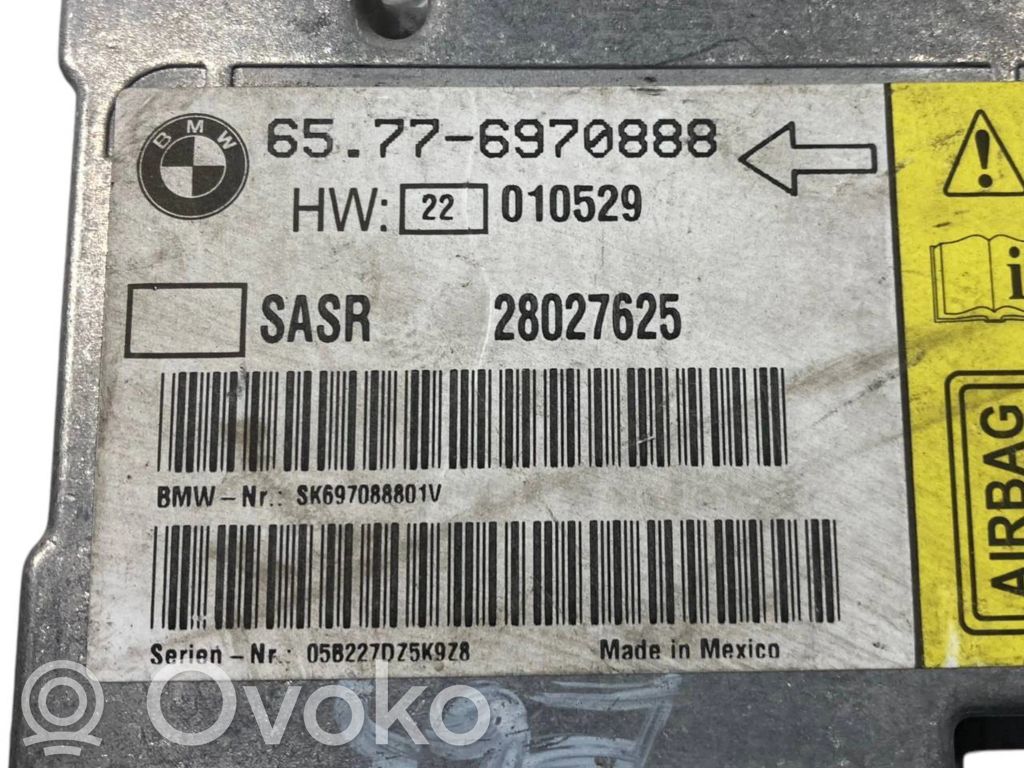 BMW
65.77-6970888
HW: 22 010529
SASR 28027625
BMW-Nr.: SK697088801V
Serien-Nr.: 05B227DZ5K9Z8 Made in Mexico
i
AIRBAG
OVOKO